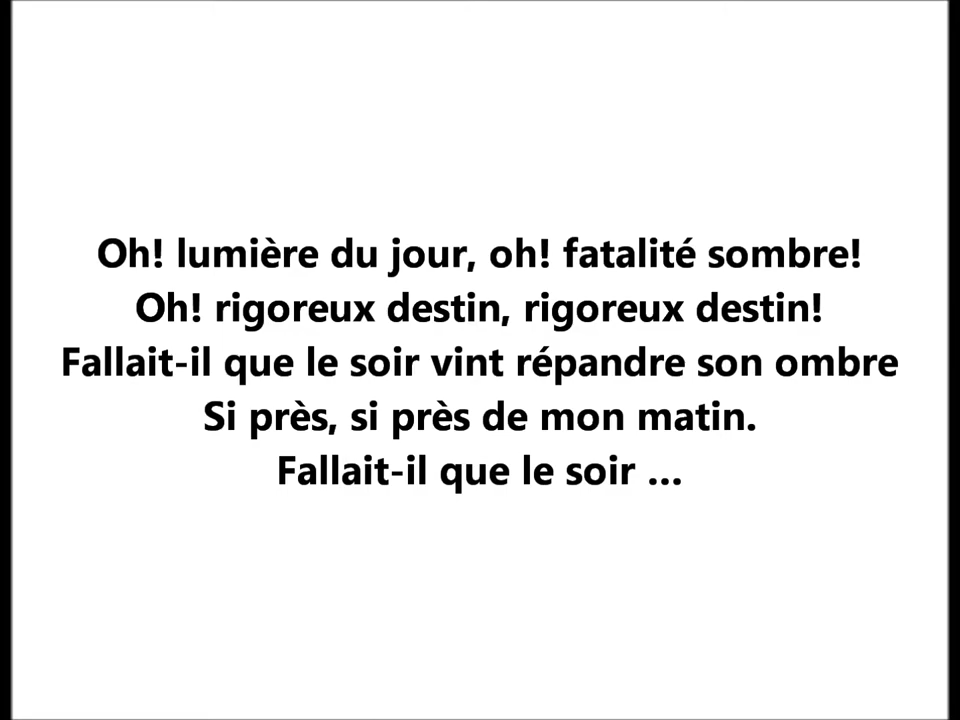 Oh! lumière du jour, oh! fatalité sombre!
Oh! rigoreux destin, rigoreux destin!
Fallait-il que le soir vint répandre son ombre
Si près, si près de mon matin.
Fallait-il que le soir ...